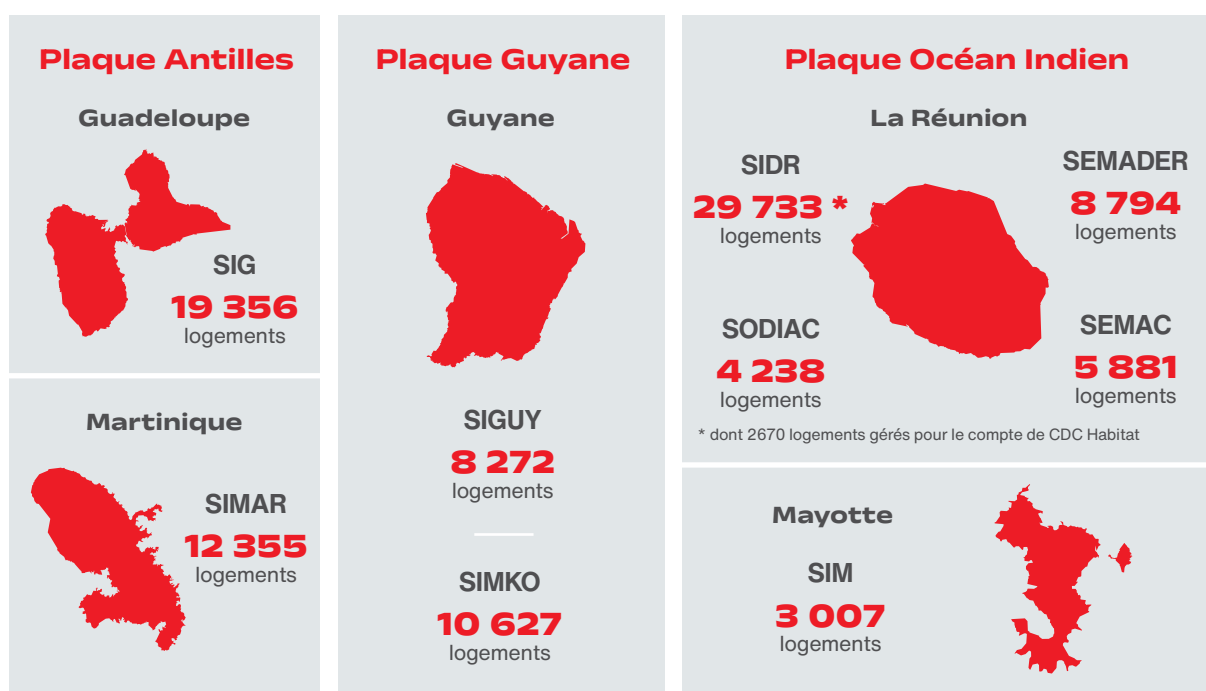 Plaque Antilles
Guadeloupe
SIG
19 356
logements
Martinique
SIMAR
12 355
logements
Plaque Guyane
Guyane
SIGUY
8 272
logements
SIMKO
10 627
logements
Plaque Océan Indien
La Réunion
SIDR
29 733 *
logements
SEMADER
8 794
logements
SODIAC
4 238
logements
SEMAC
5 881
logements
* dont 2670 logements gérés pour le compte de CDC Habitat
Mayotte
SIM
3 007
logements